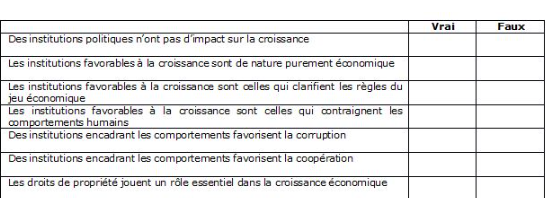 Vrai Faux
Des institutions politiques n'ont pas d'impact sur la croissance
Les institutions favorables à la croissance sont de nature purement économique
Les institutions favorables à la croissance sont celles qui clarifient les règles du
jeu économique
Les institutions favorables à la croissance sont celles qui contraignent les
comportements humains
Des institutions encadrant les comportements favorisent la corruption
Des institutions encadrant les comportements favorisent la coopération
Les droits de propriété jouent un rôle essentiel dans la croissance économique